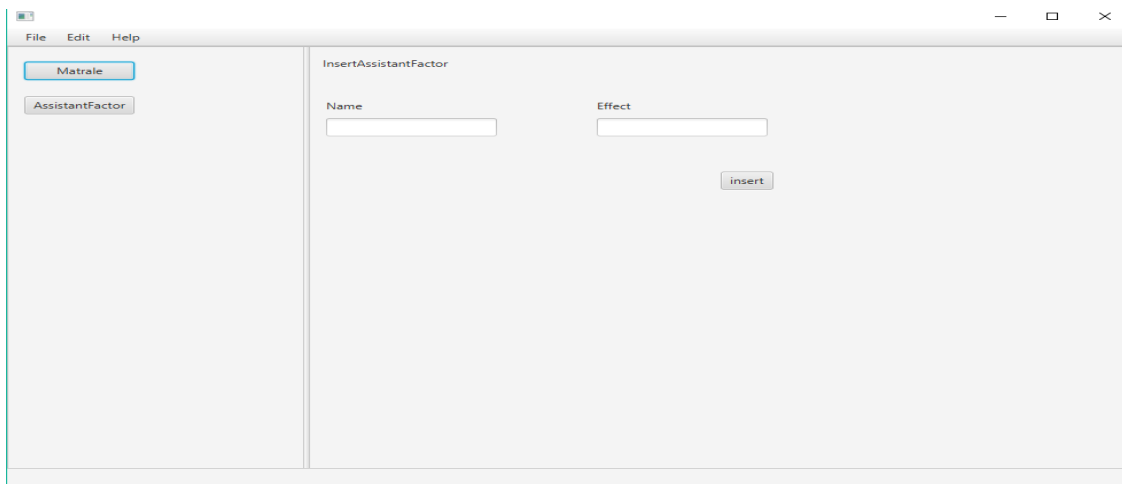 File Edit Help
Matrale
AssistantFactor
InsertAssistantFactor
Name Effect
insert